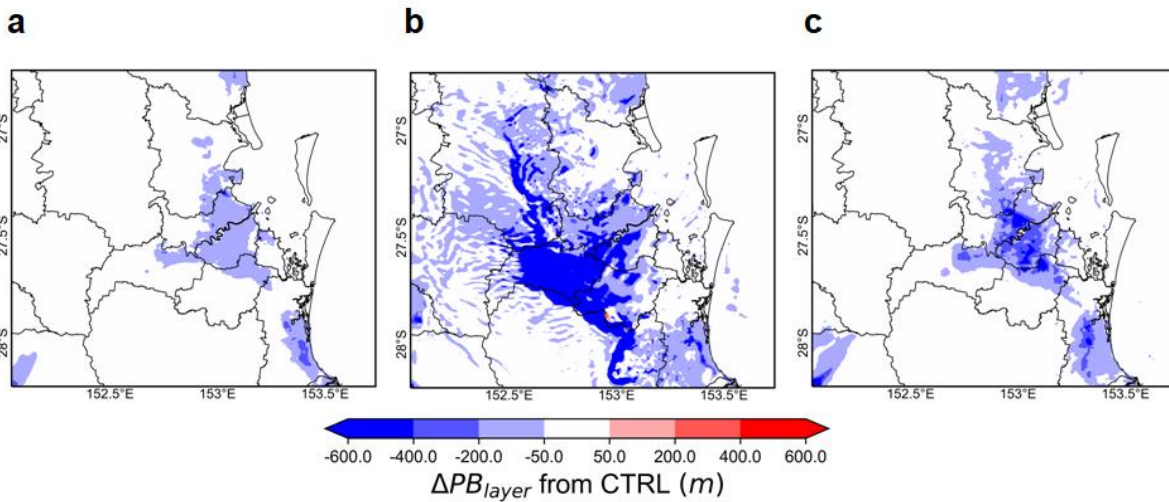 a b c
27°S 27°S 27°S
27.5°S 27.5°S 27.5°S
28°S 28°S 28°S
152.5°E 153°E 153.5°E 152.5°E 153°E 153.5°E 152.5°E 153°E 153.5°E
-600.0 -400.0 -200.0 -50.0 50.0 200.0 400.0 600.0
ΔPB_layer from CTRL (m)